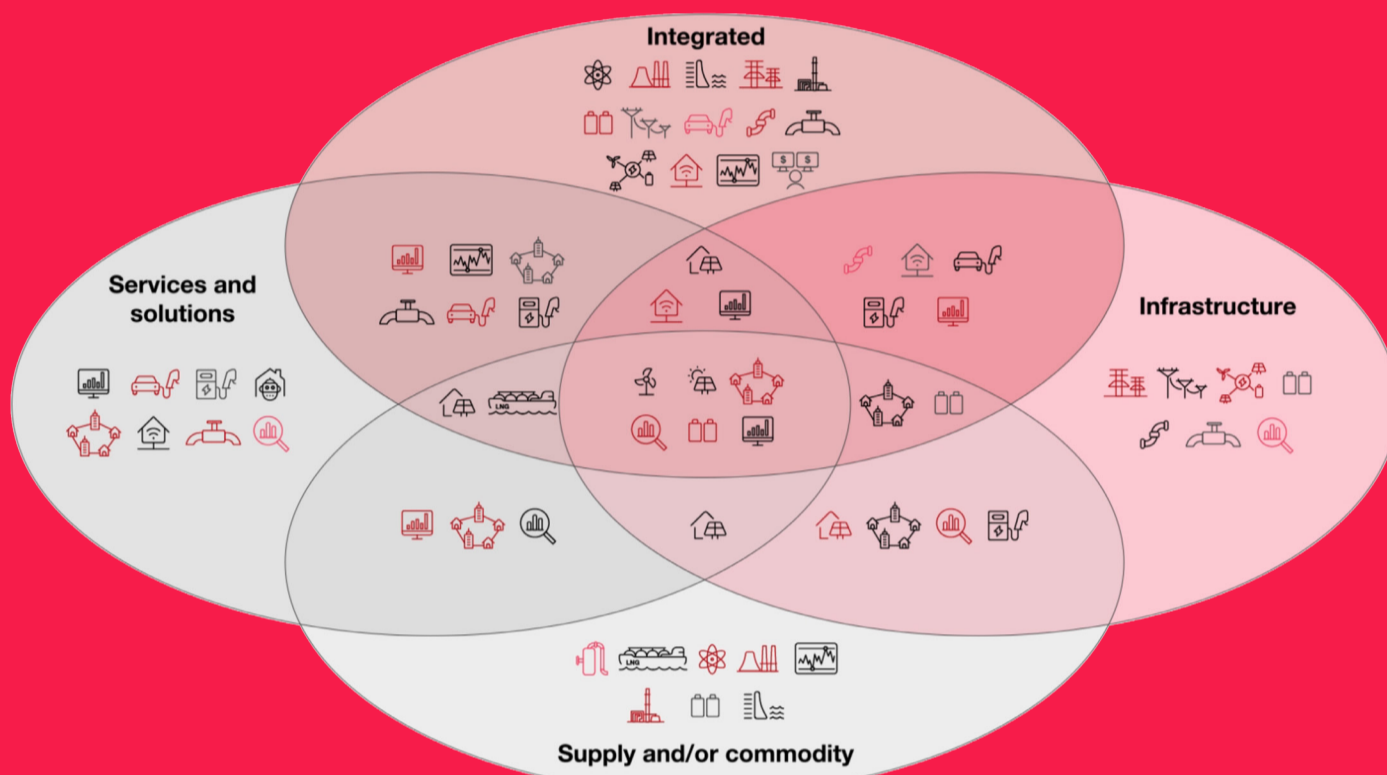 Integrated
$ $
Services and
solutions
Infrastructure
LNG
LNG
Supply and/or commodity